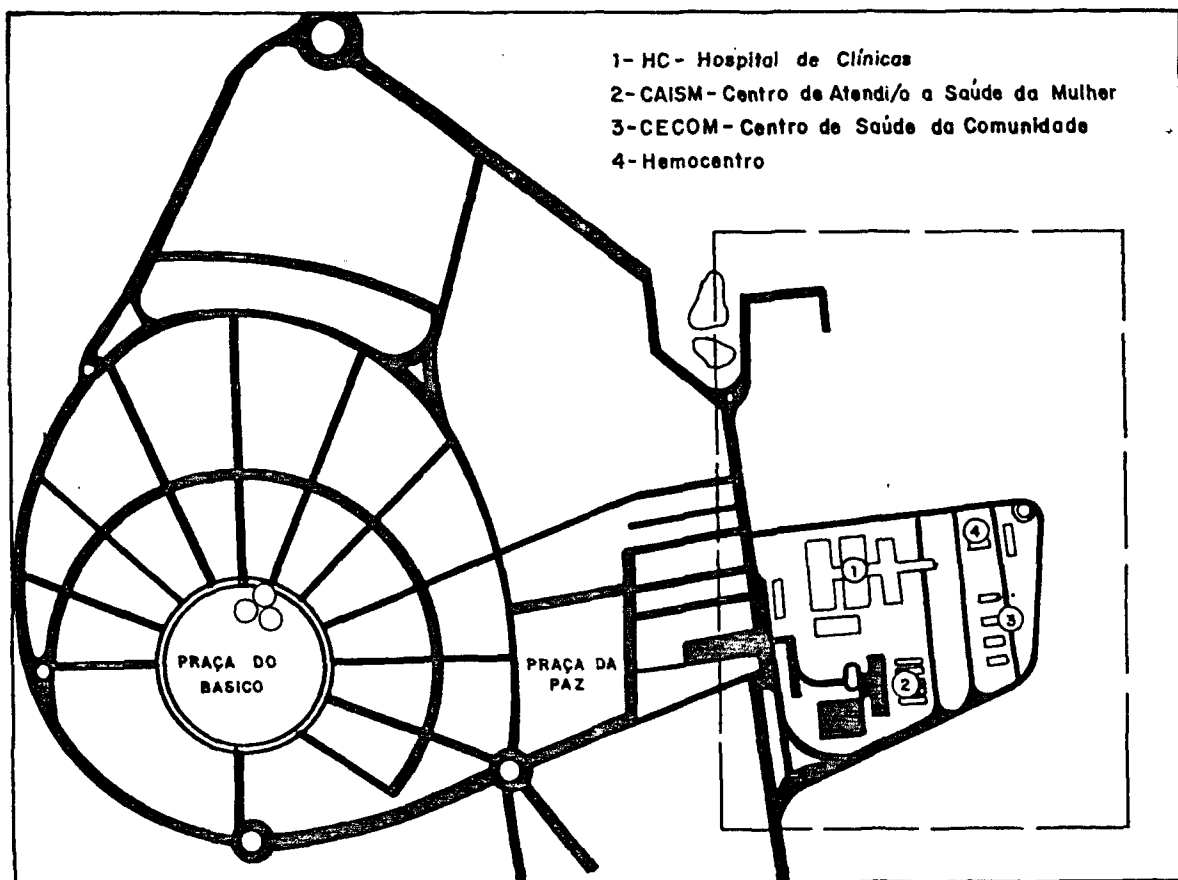 1- HC - Hospital de Clínicas
2- CAISM - Centro de Atendi/o a Saúde da Mulher
3- CECOM - Centro de Saúde da Comunidade
4- Hemocentro
4
1
3
2
PRAÇA DO
BASICO
PRAÇA DA
PAZ